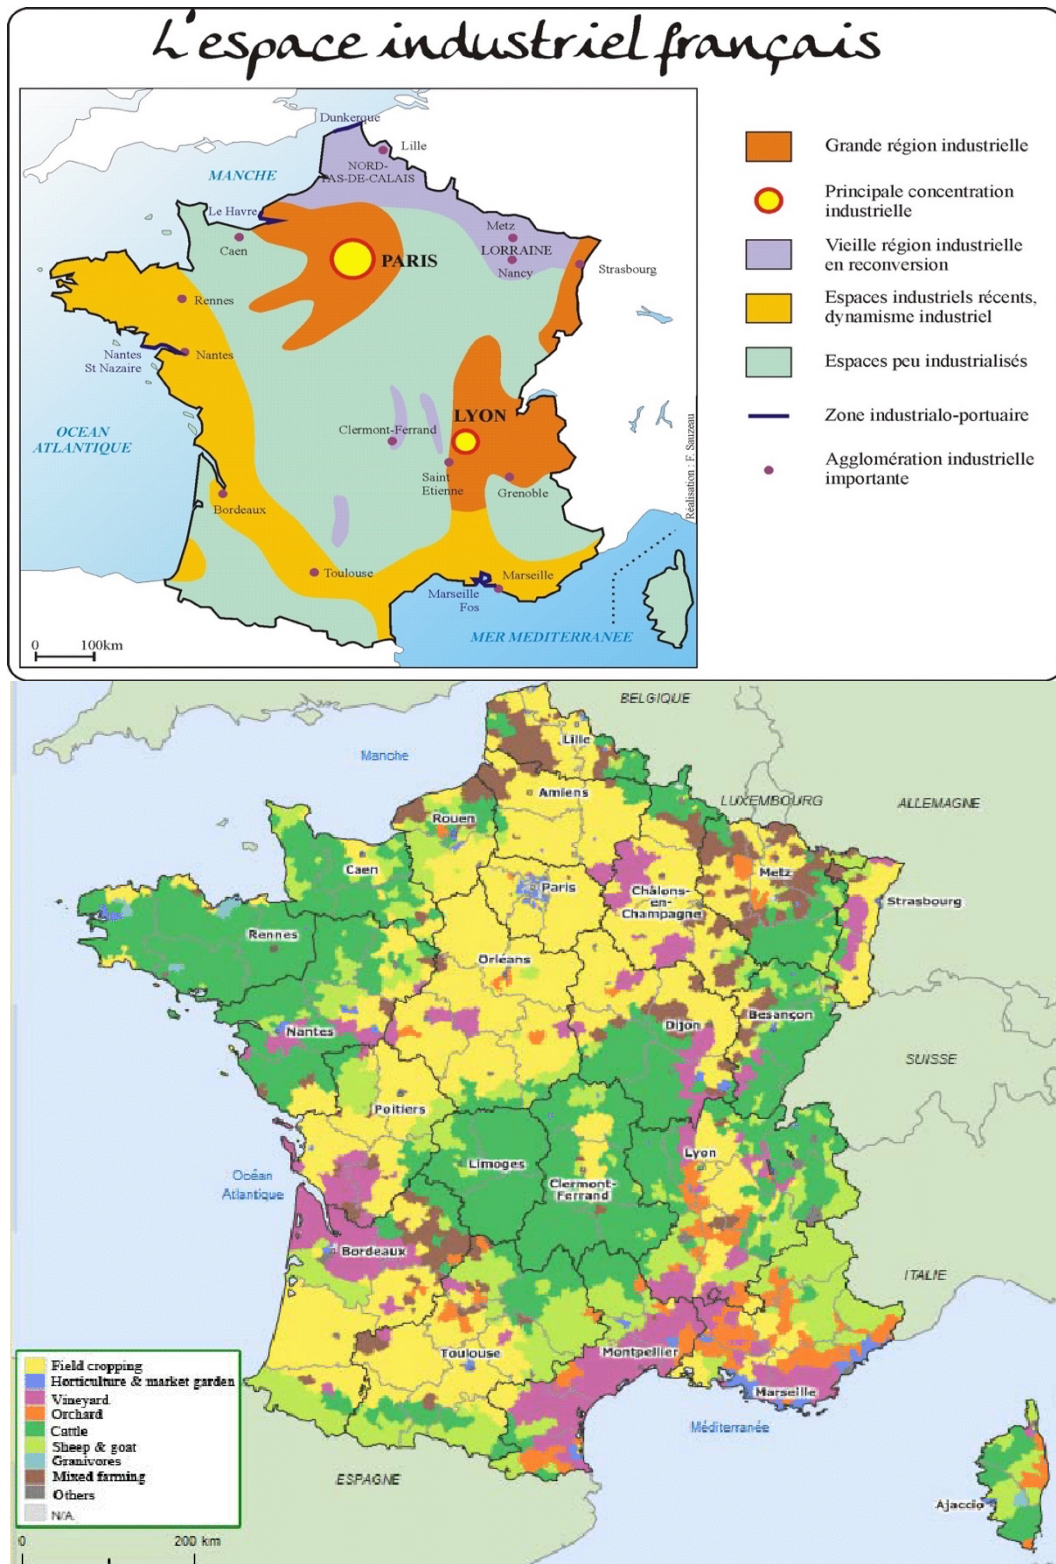 L'espace industriel français
Dunkerque
Lille
NORD-
PAS-DE-CALAIS
MANCHE
Le Havre
Caen
PARIS
Metz
LORRAINE
Nancy
Strasbourg
Rennes
Nantes
St Nazaire
Nantes
OCEAN
ATLANTIQUE
Clermont-Ferrand
LYON
Saint
Etienne
Grenoble
Bordeaux
Toulouse
Marseille
Marseille
Fos
MER MEDITERRANEE
0 100km
Réalisation : F. Sauzeau
Grande région industrielle
Principale concentration
industrielle
Vieille région industrielle
en reconversion
Espaces industriels récents,
dynamisme industriel
Espaces peu industrialisés
Zone industrialo-portuaire
Agglomération industrielle
importante
BELGIQUE
Manche
Lille
Amiens
LUXEMBOURG
ALLEMAGNE
Rouen
Caen
Paris
Châlons-
en-
Champagne
Metz
Strasbourg
Rennes
Orléans
Nantes
Dijon
Besançon
SUISSE
Poitiers
Limoges
Clermont-
Ferrand
Lyon
Océan
Atlantique
Bordeaux
ITALIE
Toulouse
Montpellier
Marseille
Méditerranée
ESPAGNE
Ajaccio
Field cropping
Horticulture & market garden
Vineyard
Orchard
Cattle
Sheep & goat
Granivores
Mixed farming
Others
N/A
0 200 km